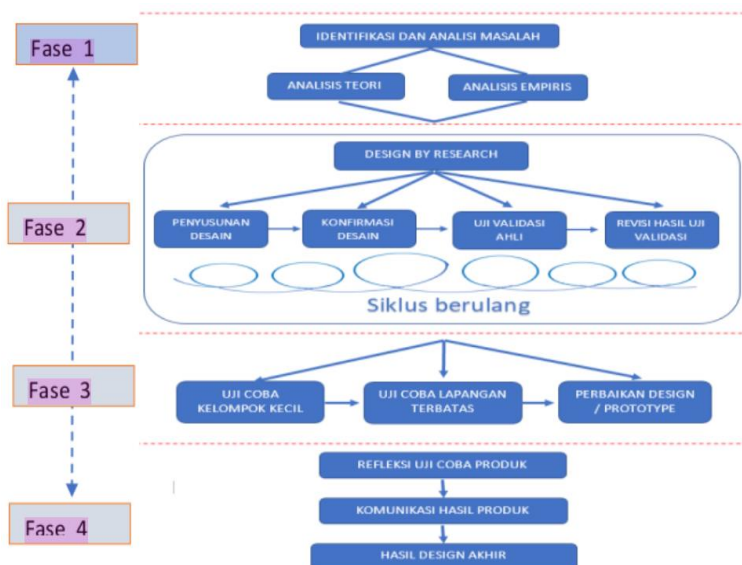 Fase 1
IDENTIFIKASI DAN ANALISI MASALAH
ANALISIS TEORI
ANALISIS EMPIRIS
Fase 2
DESIGN BY RESEARCH
PENYUSUNAN
DESAIN
KONFIRMASI
DESAIN
UJI VALIDASI
AHLI
REVISI HASIL UJI
VALIDASI
Siklus berulang
Fase 3
UJI COBA
KELOMPOK KECIL
UJI COBA LAPANGAN
TERBATAS
PERBAIKAN DESIGN
/ PROTOTYPE
Fase 4
REFLEKSI UJI COBA PRODUK
KOMUNIKASI HASIL PRODUK
HASIL DESIGN AKHIR